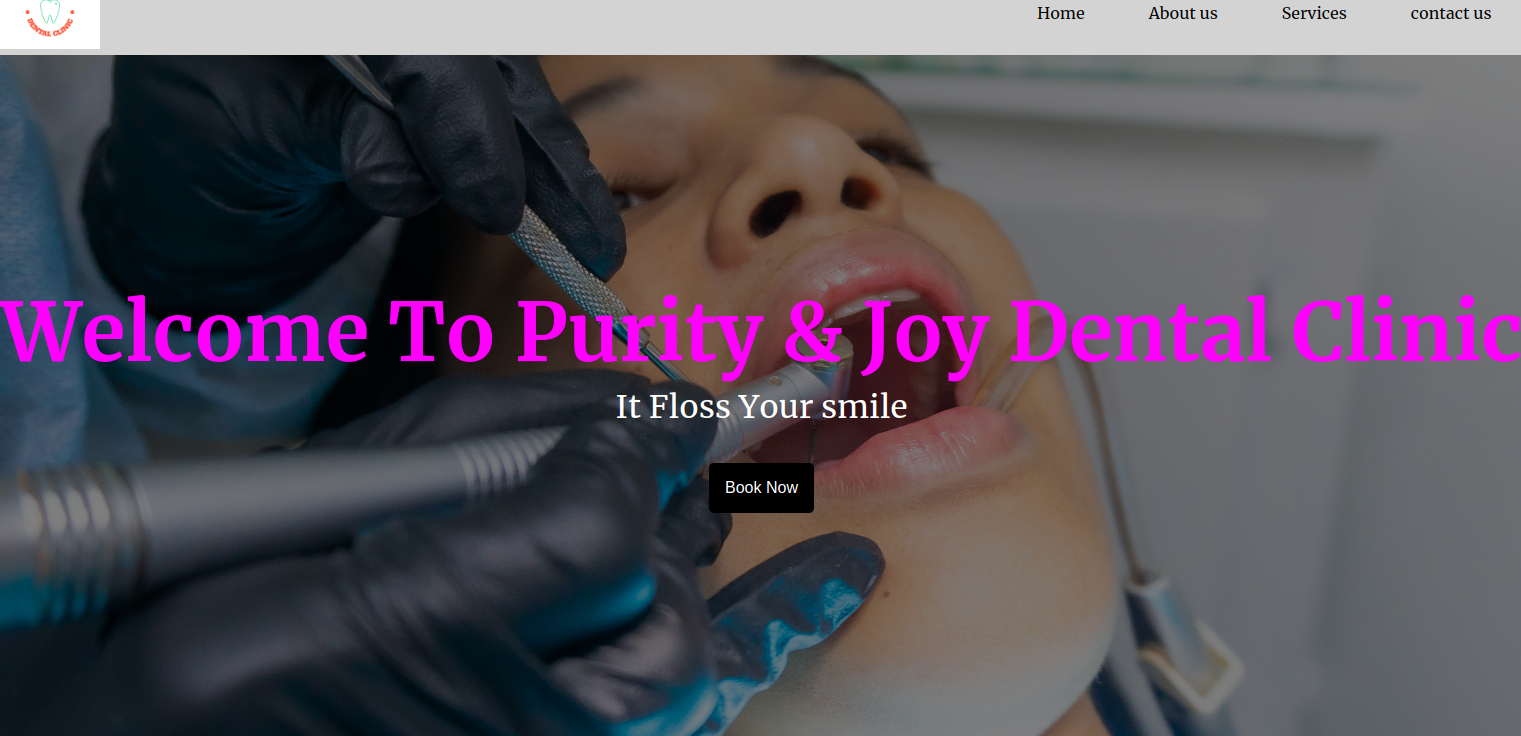 DENTAL CLINIC
Home About us Services contact us
Welcome To Purity & Joy Dental Clinic
It Floss Your smile
Book Now